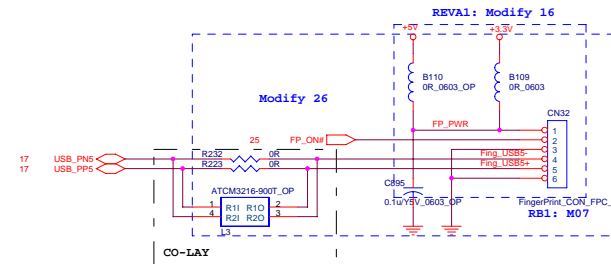 REVA1: Modify 16
+5V
+3.3V
B110
0R_0603_OP
B109
0R_0603
Modify 26
CN32
25
FP_ON#
FP_PWR
1
2
3
4
5
6
17 USB_PN5
R232
0R
Fing_USB5-
17 USB_PP5
R223
0R
Fing_USB5+
ATCM3216-900T_OP
1 R1I R1O 2
4 R2I R2O 3
L3
C895
0.1u/Y5V_0603_OP
FingerPrint_CON_FPC_
RB1: M07
CO-LAY